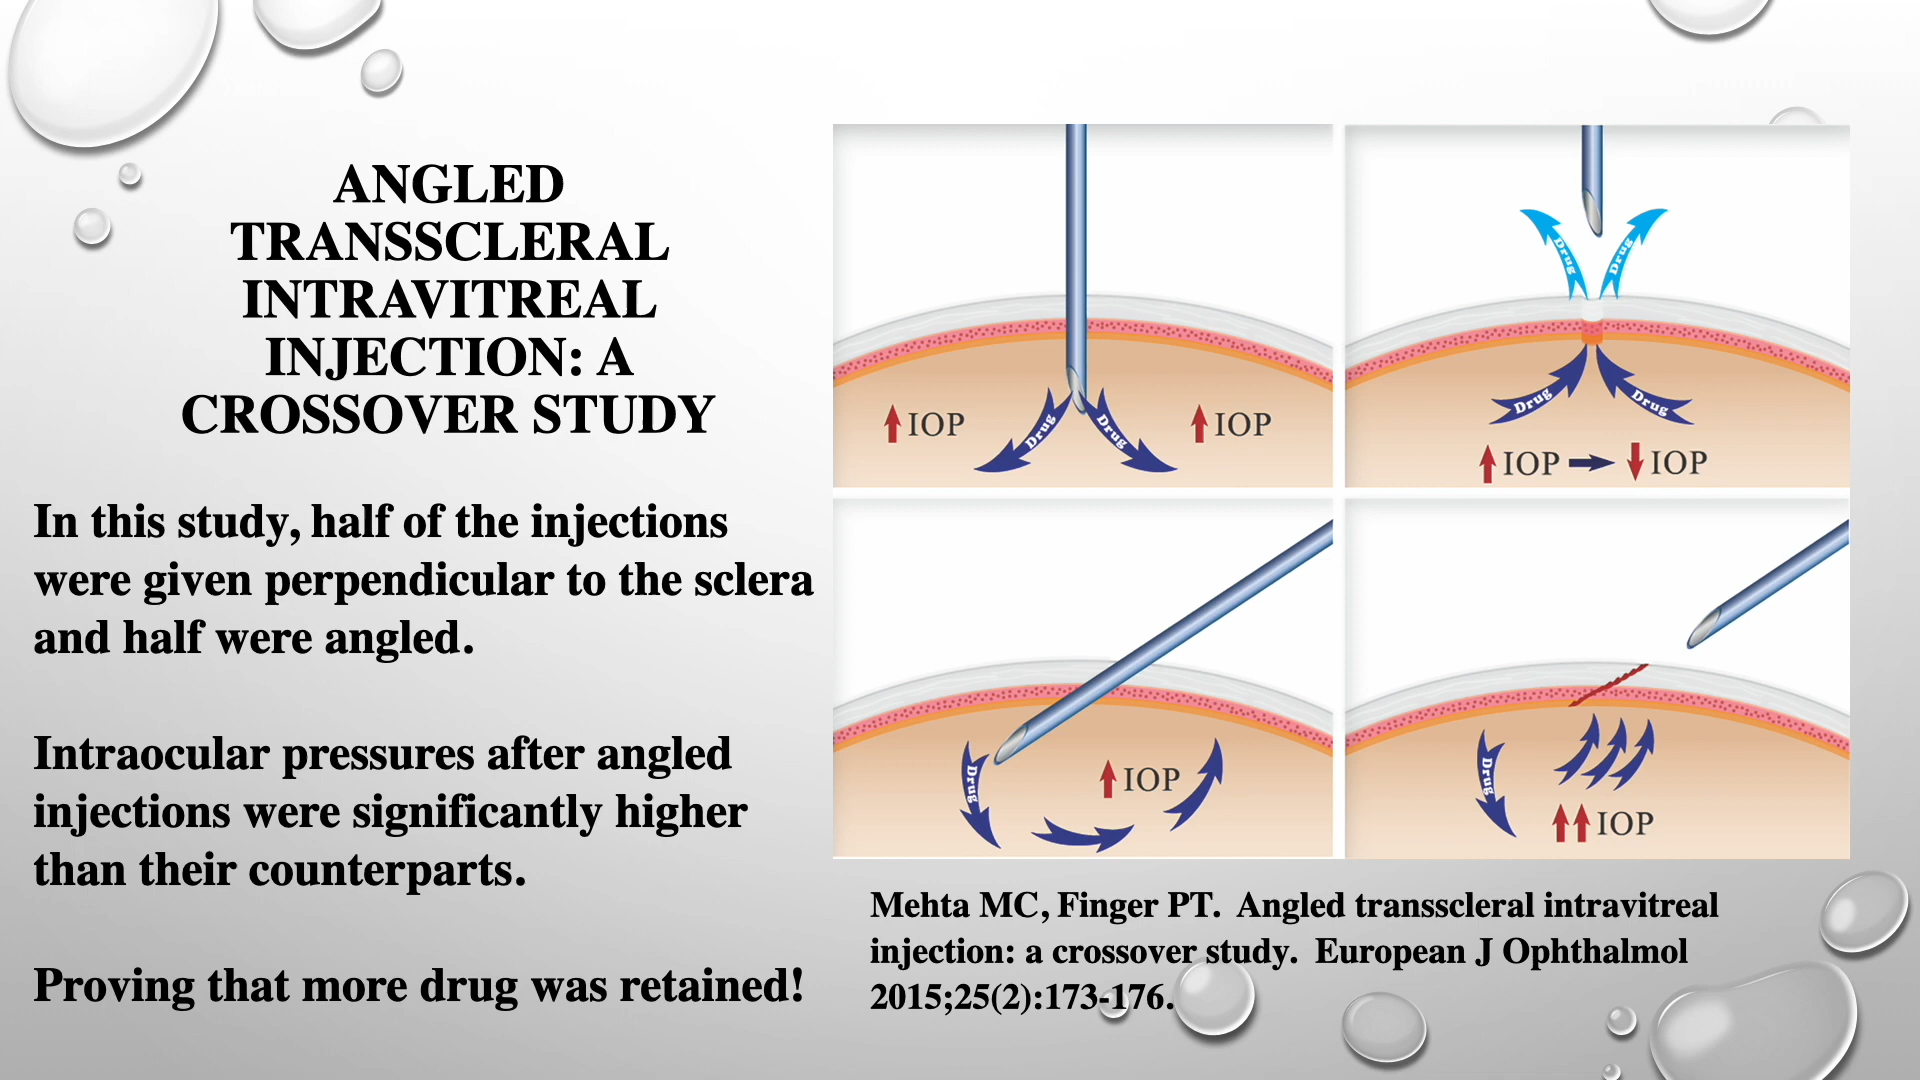 ANGLED
TRANSSCLERAL
INTRAVITREAL
INJECTION: A
CROSSOVER STUDY
In this study, half of the injections
were given perpendicular to the sclera
and half were angled.
Intraocular pressures after angled
injections were significantly higher
than their counterparts.
Proving that more drug was retained!
IOP
Drug
Drug
IOP
Drug
Drug
Drug
Drug
IOP
IOP
Drug
IOP
Drug
IOP
Mehta MC, Finger PT. Angled transscleral intravitreal
injection: a crossover study. European J Ophthalmol
2015;25(2):173-176.